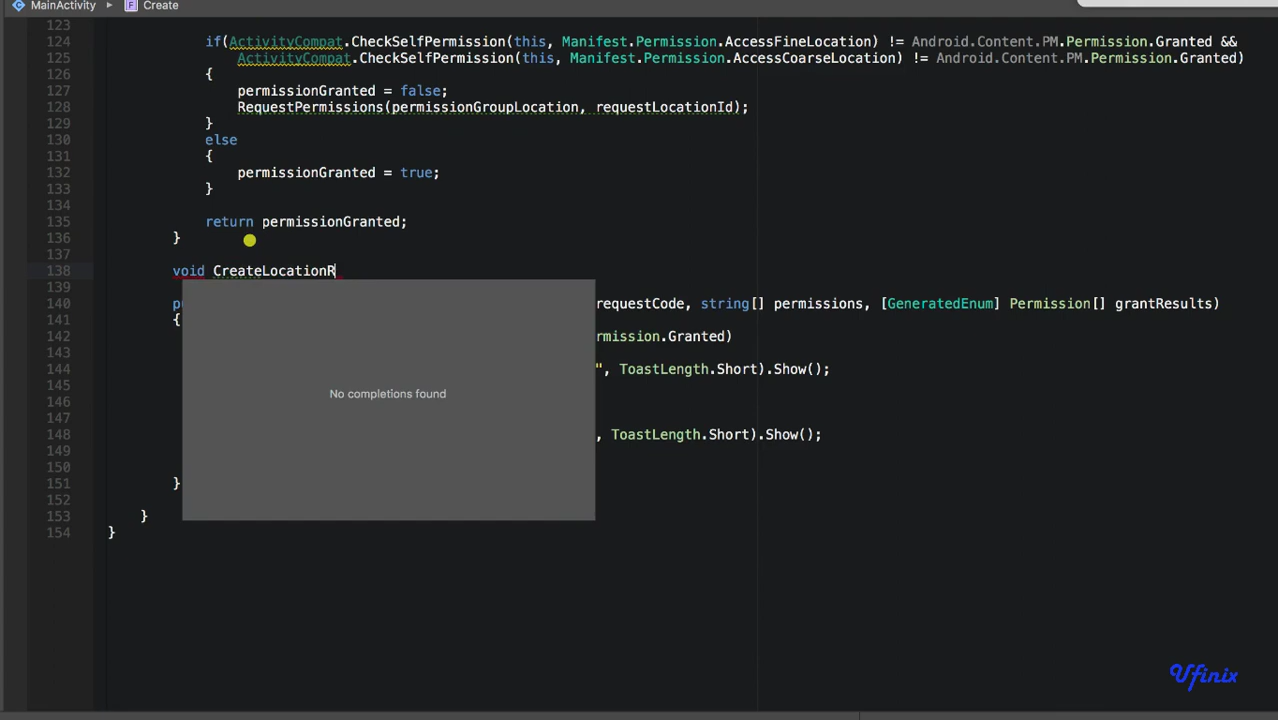 MainActivity ▸ Create
123
124 if(ActivityCompat.CheckSelfPermission(this, Manifest.Permission.AccessFineLocation) != Android.Content.PM.Permission.Granted &&
125 ActivityCompat.CheckSelfPermission(this, Manifest.Permission.AccessCoarseLocation) != Android.Content.PM.Permission.Granted)
126 {
127 permissionGranted = false;
128 RequestPermissions(permissionGroupLocation, requestLocationId);
129 }
130 else
131 {
132 permissionGranted = true;
133 }
134
135 return permissionGranted;
136 }
137
138 void CreateLocationR
139
140 pu requestCode, string[] permissions, [GeneratedEnum] Permission[] grantResults)
141 {
142 rmission.Granted)
143
144 ", ToastLength.Short).Show();
145
146
147
148 , ToastLength.Short).Show();
149
150
151 }
152
153 }
154 }
No completions found
Ufinix